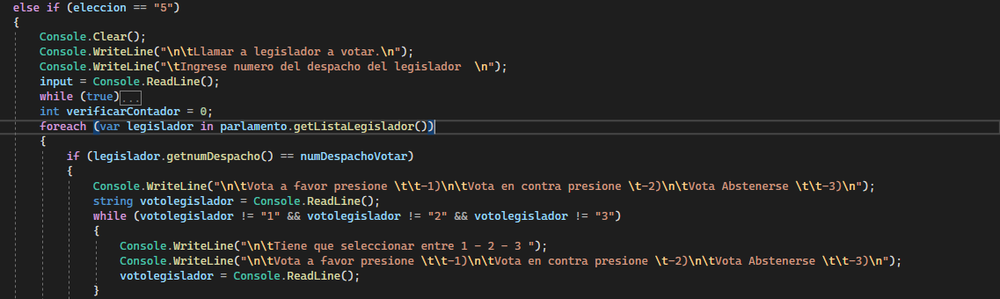 else if (eleccion == "5")
{
Console.Clear();
Console.WriteLine("\n\tLlamar a legislador a votar.\n");
Console.WriteLine("\tIngrese numero del despacho del legislador  \n");
input = Console.ReadLine();
while (true)...
int verificarContador = 0;
foreach (var legislador in parlamento.getListaLegislador())
{
if (legislador.getnumDespacho() == numDespachoVotar)
{
Console.WriteLine("\n\tVota a favor presione \t\t-1)\n\tVota en contra presione \t-2)\n\tVota Abstenerse \t\t-3)\n");
string votolegislador = Console.ReadLine();
while (votolegislador != "1" && votolegislador != "2" && votolegislador != "3")
{
Console.WriteLine("\n\tTiene que seleccionar entre 1 - 2 - 3 ");
Console.WriteLine("\n\tVota a favor presione \t\t-1)\n\tVota en contra presione \t-2)\n\tVota Abstenerse \t\t-3)\n");
votolegislador = Console.ReadLine();
}